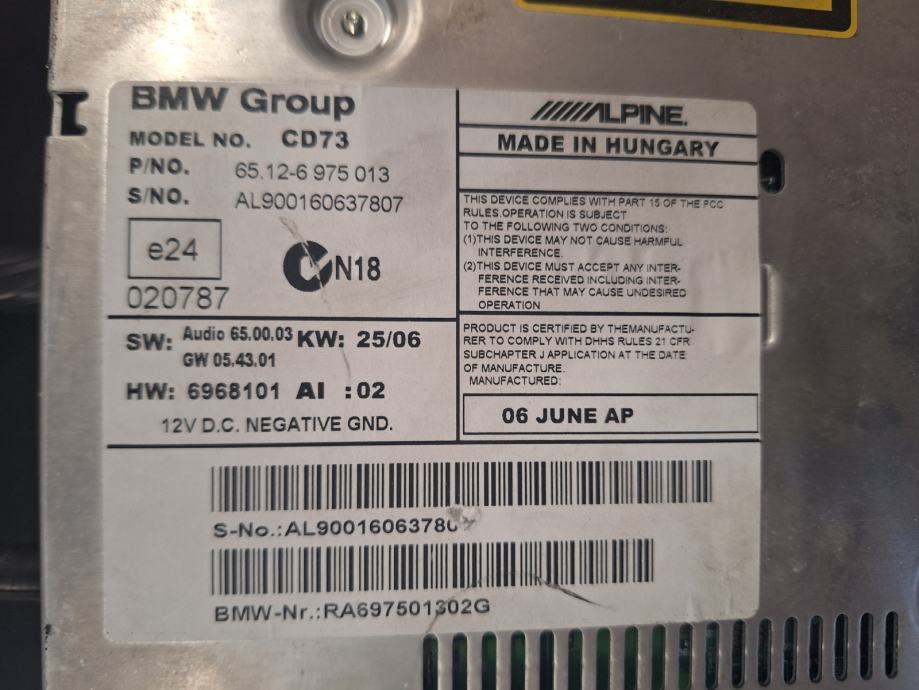 BMW Group
MODEL NO. CD73
P/NO. 65.12-6 975 013
S/NO. AL900160637807
e24
N18
020787
SW: Audio 65.00.03 KW: 25/06
GW 05.43.01
HW: 6968101 AI : 02
12V D.C. NEGATIVE GND.
ALPINE.
MADE IN HUNGARY
THIS DEVICE COMPLIES WITH PART 15 OF THE FCC
RULES.OPERATION IS SUBJECT
TO THE FOLLOWING TWO CONDITIONS:
(1)THIS DEVICE MAY NOT CAUSE HARMFUL
INTERFERENCE.
(2)THIS DEVICE MUST ACCEPT ANY INTER-
FERENCE RECEIVED INCLUDING INTER-
FERENCE THAT MAY CAUSE UNDESIRED
OPERATION
PRODUCT IS CERTIFIED BY THEMANUFACTU-
RER TO COMPLY WITH DHHS RULES 21 CFR
SUBCHAPTER J APPLICATION AT THE DATE
OF MANUFACTURE.
MANUFACTURED:
06 JUNE AP
S-No.:AL900160637807
BMW-Nr.:RA697501302G